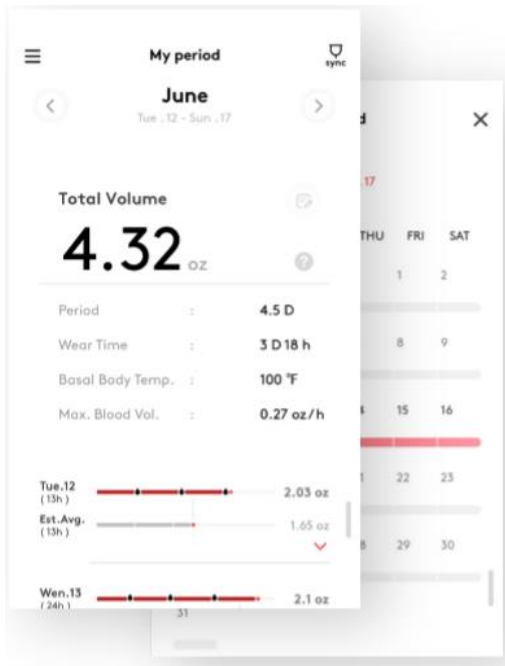 My period
sync
June
Tue . 12 - Sun . 17
Total Volume
4.32 oz
?
Period : 4.5 D
Wear Time : 3 D 18 h
Basal Body Temp. : 100 °F
Max. Blood Vol. : 0.27 oz/h
Tue.12
(13h)
2.03 oz
Est.Avg.
(13h)
1.65 oz
Wen.13
(24h)
2.1 oz
.17
THU FRI SAT
1 2
8 9
15 16
22 23
29 30
31